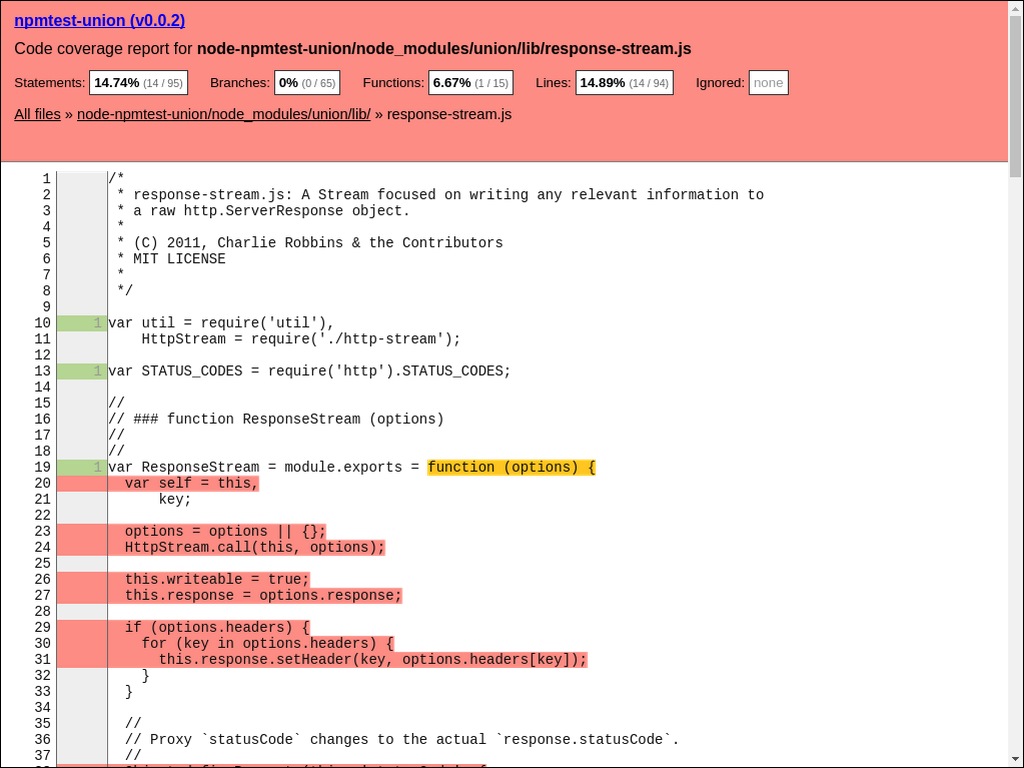 npmtest-union (v0.0.2)
Code coverage report for node-npmtest-union/node_modules/union/lib/response-stream.js
Statements: 14.74% (14 / 95) Branches: 0% (0 / 65) Functions: 6.67% (1 / 15) Lines: 14.89% (14 / 94) Ignored: none
All files » node-npmtest-union/node_modules/union/lib/ » response-stream.js
1 /*
2 * response-stream.js: A Stream focused on writing any relevant information to
3 * a raw http.ServerResponse object.
4 *
5 * (C) 2011, Charlie Robbins & the Contributors
6 * MIT LICENSE
7 *
8 */
9
10 1 var util = require('util'),
11 HttpStream = require('./http-stream');
12
13 1 var STATUS_CODES = require('http').STATUS_CODES;
14
15 //
16 // ### function ResponseStream (options)
17 //
18 //
19 1 var ResponseStream = module.exports = function (options) {
20 var self = this,
21 key;
22
23 options = options || {};
24 HttpStream.call(this, options);
25
26 this.writeable = true;
27 this.response = options.response;
28
29 if (options.headers) {
30 for (key in options.headers) {
31 this.response.setHeader(key, options.headers[key]);
32 }
33 }
34
35 //
36 // Proxy `statusCode` changes to the actual `response.statusCode`.
37 //